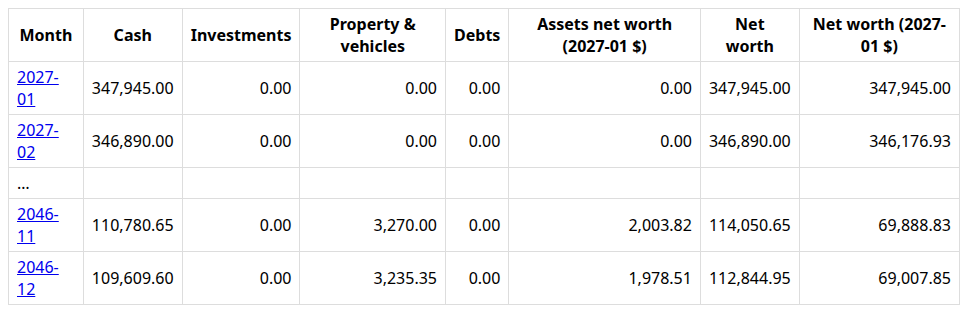 Month Cash Investments Property & vehicles Debts Assets net worth (2027-01 $) Net worth Net worth (2027-01 $)
2027-01 347,945.00 0.00 0.00 0.00 0.00 347,945.00 347,945.00
2027-02 346,890.00 0.00 0.00 0.00 0.00 346,890.00 346,176.93
...
2046-11 110,780.65 0.00 3,270.00 0.00 2,003.82 114,050.65 69,888.83
2046-12 109,609.60 0.00 3,235.35 0.00 1,978.51 112,844.95 69,007.85